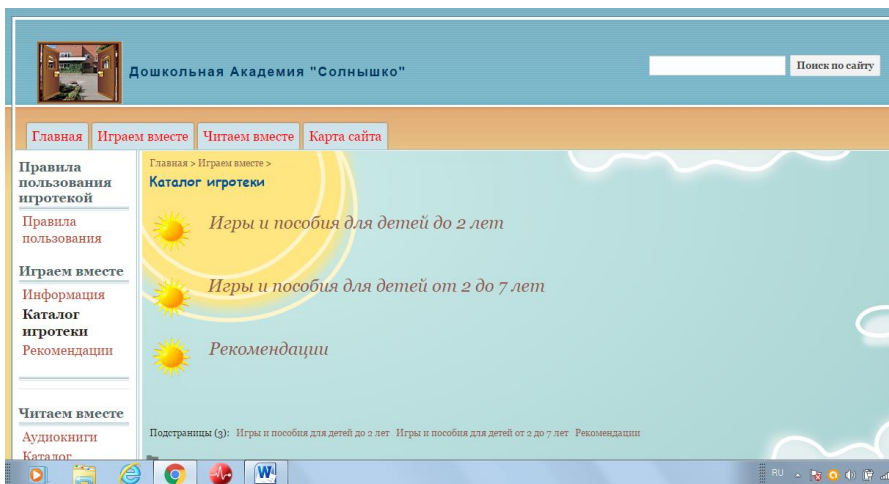 Дошкольная Академия "Солнышко"
Поиск по сайту
Главная
Играем вместе
Читаем вместе
Карта сайта
Правила
пользования
игротекой
Правила
пользования
Играем вместе
Информация
Каталог
игротеки
Рекомендации
Читаем вместе
Аудиокниги
Каталог
Главная > Играем вместе >
Каталог игротеки
Игры и пособия для детей до 2 лет
Игры и пособия для детей от 2 до 7 лет
Рекомендации
Подстраницы (3): Игры и пособия для детей до 2 лет Игры и пособия для детей от 2 до 7 лет Рекомендации
RU